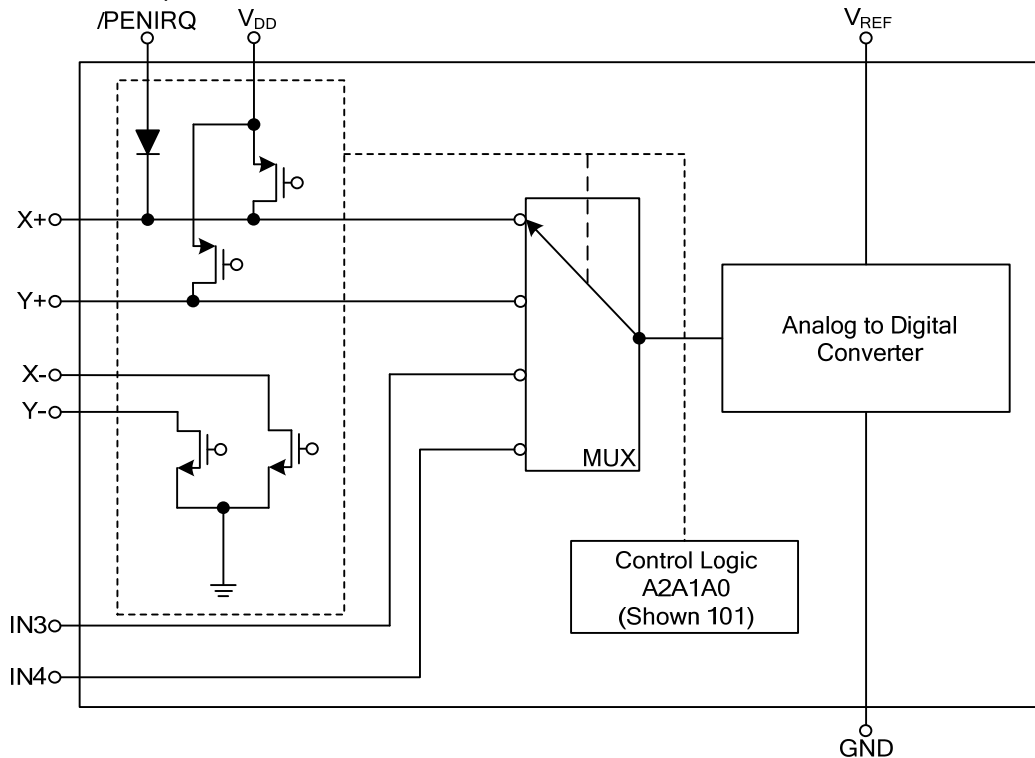 /PENIRQ
VDD
VREF
X+
Y+
X-
Y-
Analog to Digital
Converter
MUX
Control Logic
A2A1A0
(Shown 101)
IN3
IN4
GND